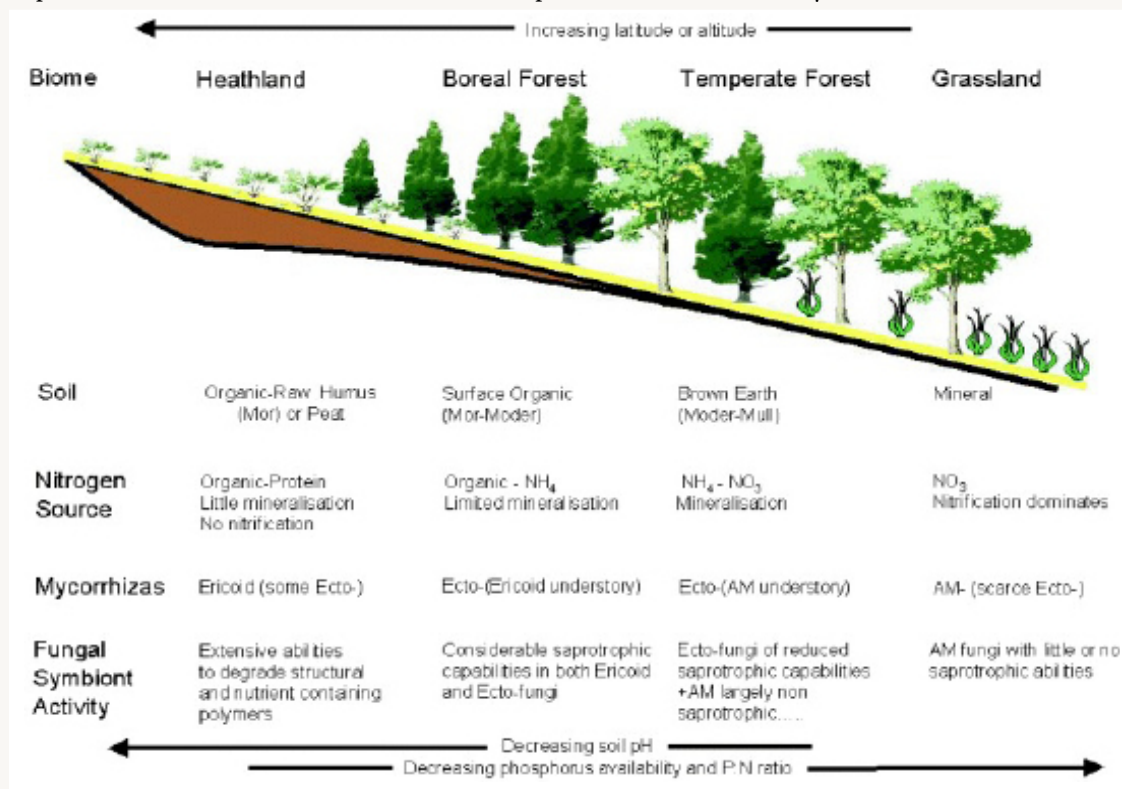 Increasing latitude or altitude
Biome Heathland Boreal Forest Temperate Forest Grassland
Soil
Organic-Raw Humus
(Mor) or Peat
Surface Organic
(Mor-Moder)
Brown Earth
(Moder-Mull)
Mineral
Nitrogen
Source
Organic-Protein
Little mineralisation
No nitrification
Organic - NH4
Limited mineralisation
NH4 - NO3
Mineralisation
NO3
Nitrification dominates
Mycorrhizas
Ericoid (some Ecto-)
Ecto-(Ericoid understory)
Ecto-(AM understory)
AM- (scarce Ecto-)
Fungal
Symbiont
Activity
Extensive abilities
to degrade structural
and nutrient containing
polymers
Considerable saprotrophic
capabilities in both Ericoid
and Ecto-fungi
Ecto-fungi of reduced
saprotrophic capabilities
+AM largely non
saprotrophic.....
AM fungi with little or no
saprotrophic abilities
Decreasing soil pH
Decreasing phosphorus availability and P:N ratio